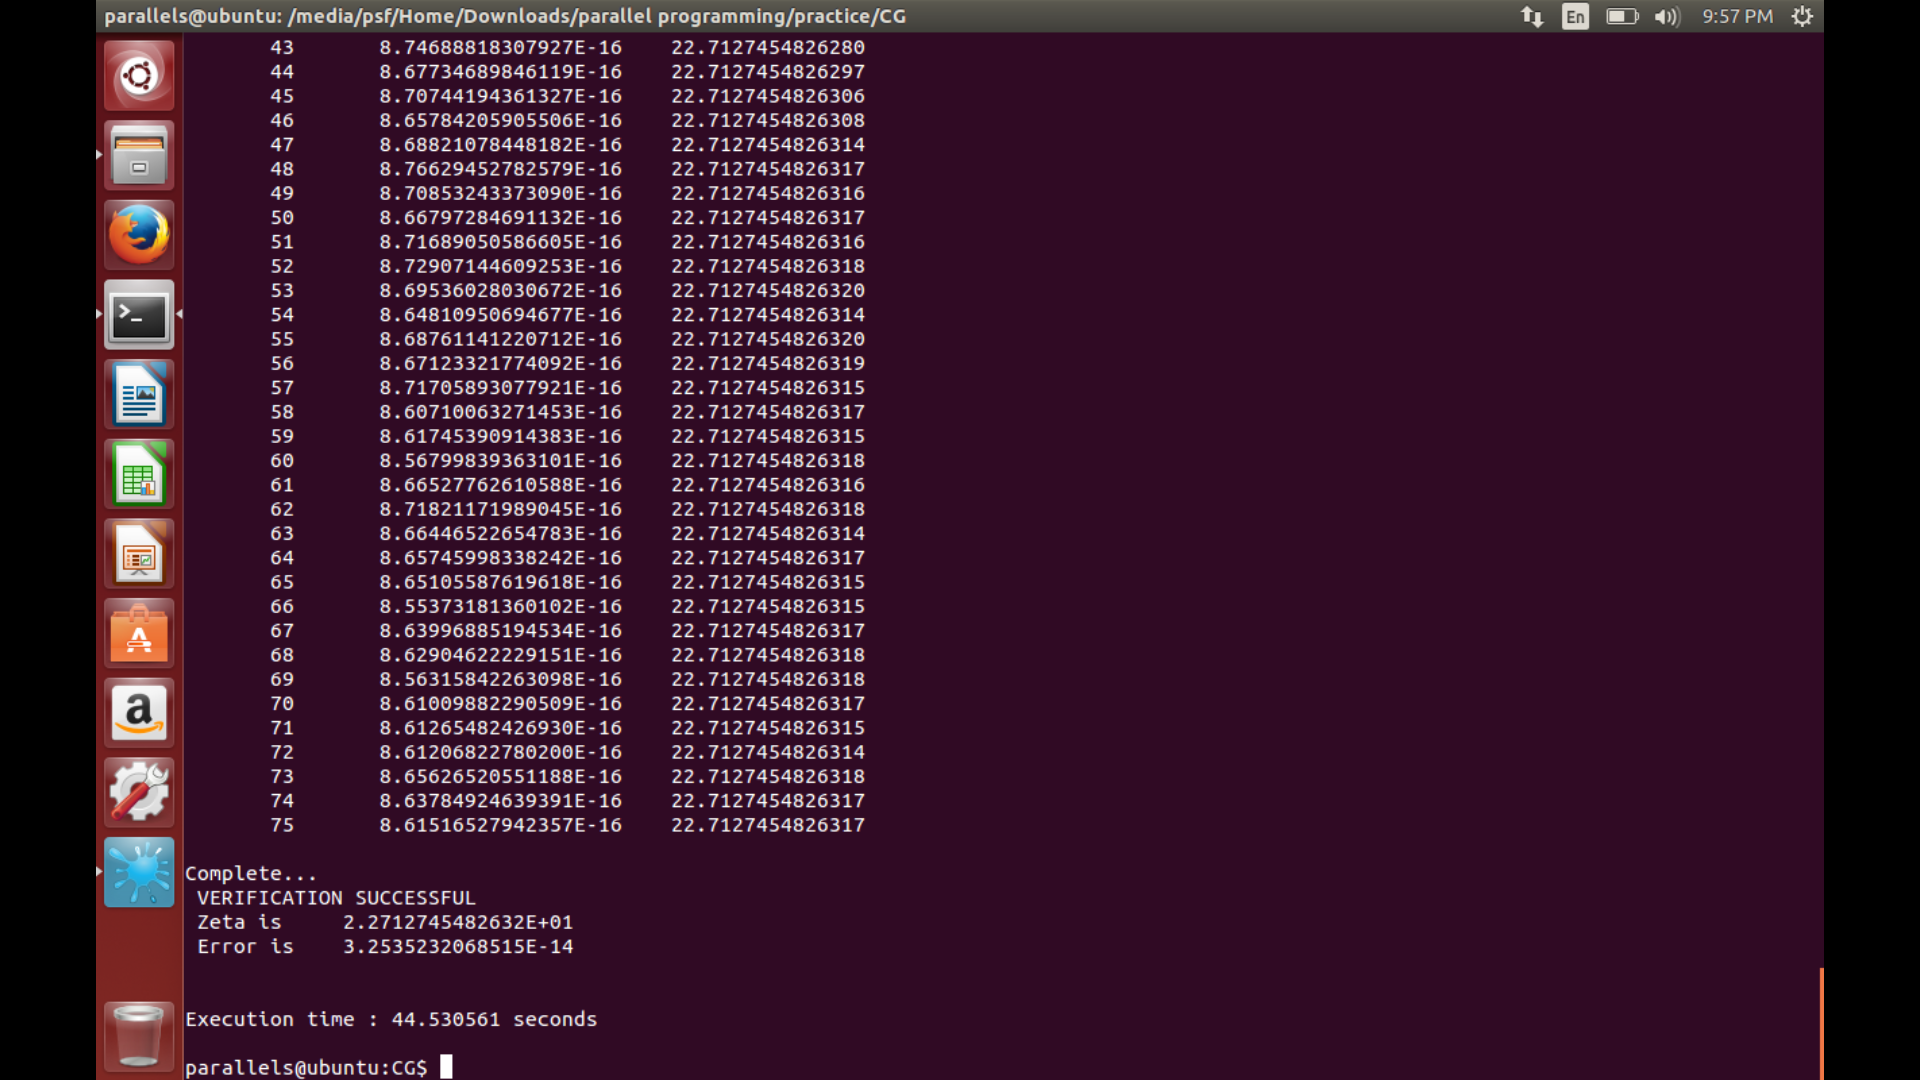 parallels@ubuntu: /media/psf/Home/Downloads/parallel programming/practice/CG
En
9:57 PM
43 8.74688818307927E-16 22.7127454826280
44 8.67734689846119E-16 22.7127454826297
45 8.70744194361327E-16 22.7127454826306
46 8.65784205905506E-16 22.7127454826308
47 8.68821078448182E-16 22.7127454826314
48 8.76629452782579E-16 22.7127454826317
49 8.70853243373090E-16 22.7127454826316
50 8.66797284691132E-16 22.7127454826317
51 8.71689050586605E-16 22.7127454826316
52 8.72907144609253E-16 22.7127454826318
53 8.69536028030672E-16 22.7127454826320
54 8.64810950694677E-16 22.7127454826314
55 8.68761141220712E-16 22.7127454826320
56 8.67123321774092E-16 22.7127454826319
57 8.71705893077921E-16 22.7127454826315
58 8.60710063271453E-16 22.7127454826317
59 8.61745390914383E-16 22.7127454826315
60 8.56799839363101E-16 22.7127454826318
61 8.66527762610588E-16 22.7127454826316
62 8.71821171989045E-16 22.7127454826318
63 8.66446522654783E-16 22.7127454826314
64 8.65745998338242E-16 22.7127454826317
65 8.65105587619618E-16 22.7127454826315
66 8.55373181360102E-16 22.7127454826315
67 8.63996885194534E-16 22.7127454826317
68 8.62904622229151E-16 22.7127454826318
69 8.56315842263098E-16 22.7127454826318
70 8.61009882290509E-16 22.7127454826317
71 8.61265482426930E-16 22.7127454826315
72 8.61206822780200E-16 22.7127454826314
73 8.65626520551188E-16 22.7127454826318
74 8.63784924639391E-16 22.7127454826317
75 8.61516527942357E-16 22.7127454826317
Complete...
VERIFICATION SUCCESSFUL
Zeta is 2.2712745482632E+01
Error is 3.2535232068515E-14
Execution time : 44.530561 seconds
parallels@ubuntu:CG$